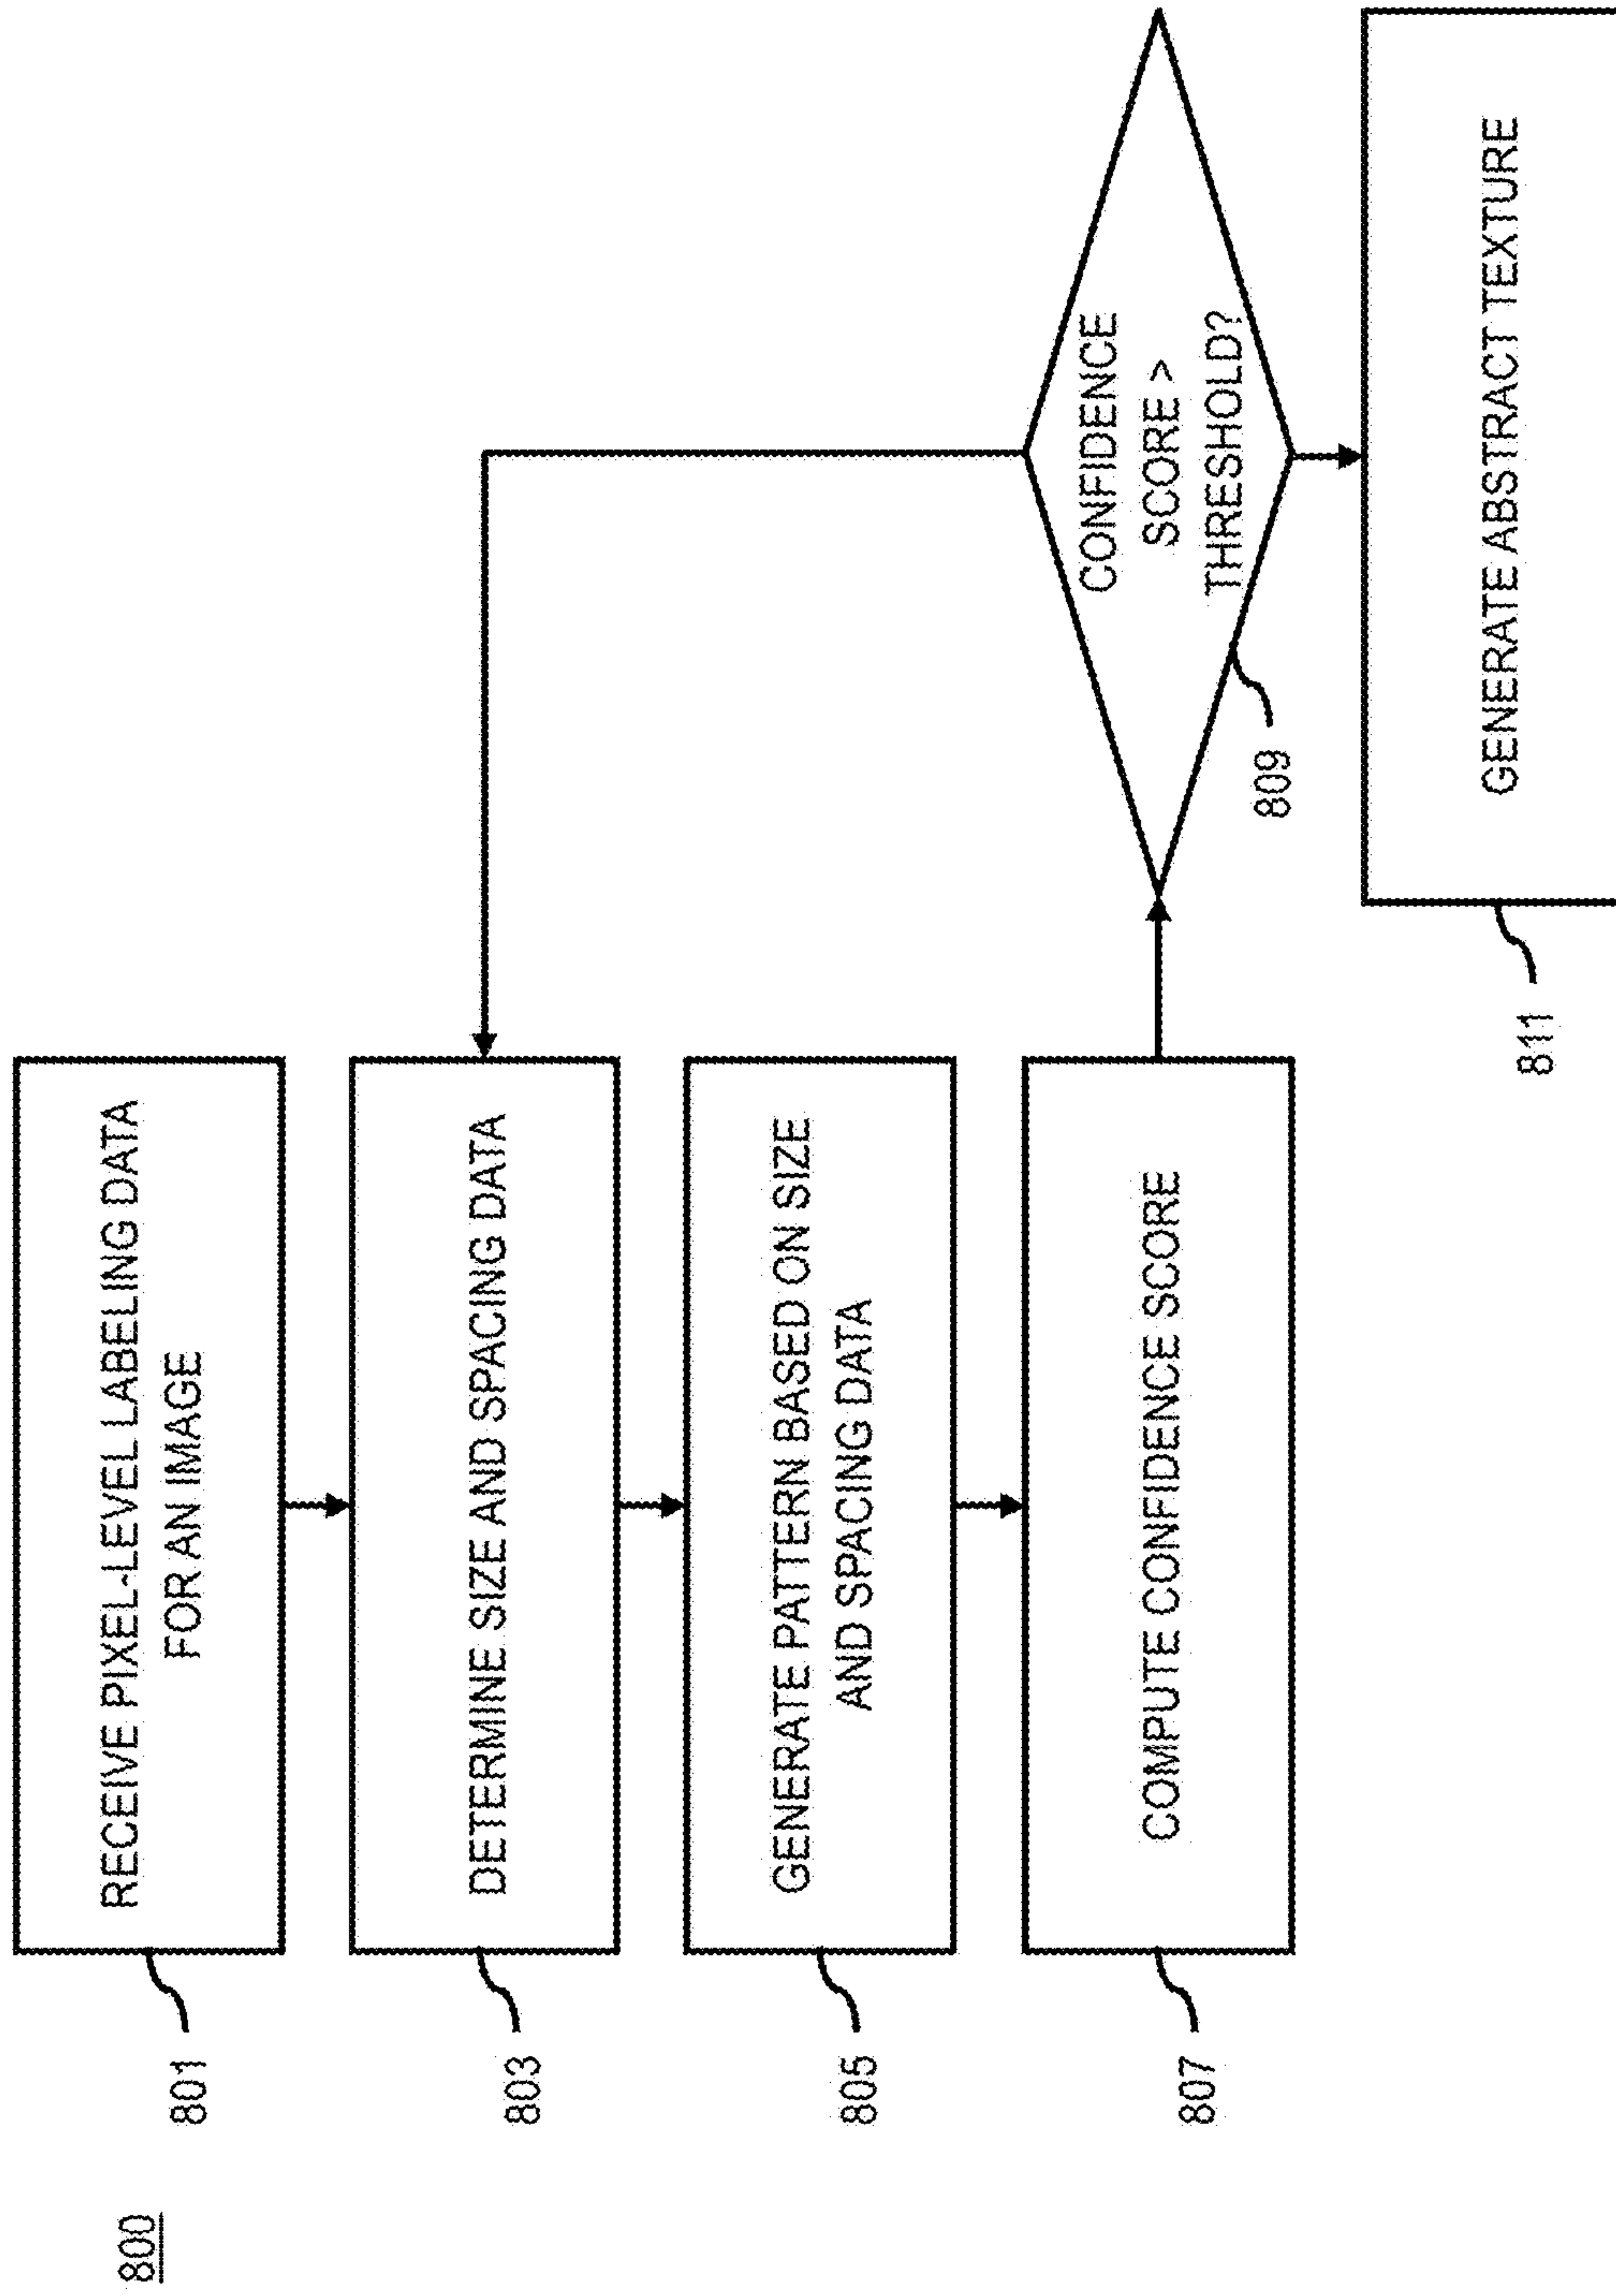 800
801
RECEIVE PIXEL-LEVEL LABELING DATA
FOR AN IMAGE
803
DETERMINE SIZE AND SPACING DATA
805
GENERATE PATTERN BASED ON SIZE
AND SPACING DATA
807
COMPUTE CONFIDENCE SCORE
CONFIDENCE
SCORE >
THRESHOLD?
809
811
GENERATE ABSTRACT TEXTURE